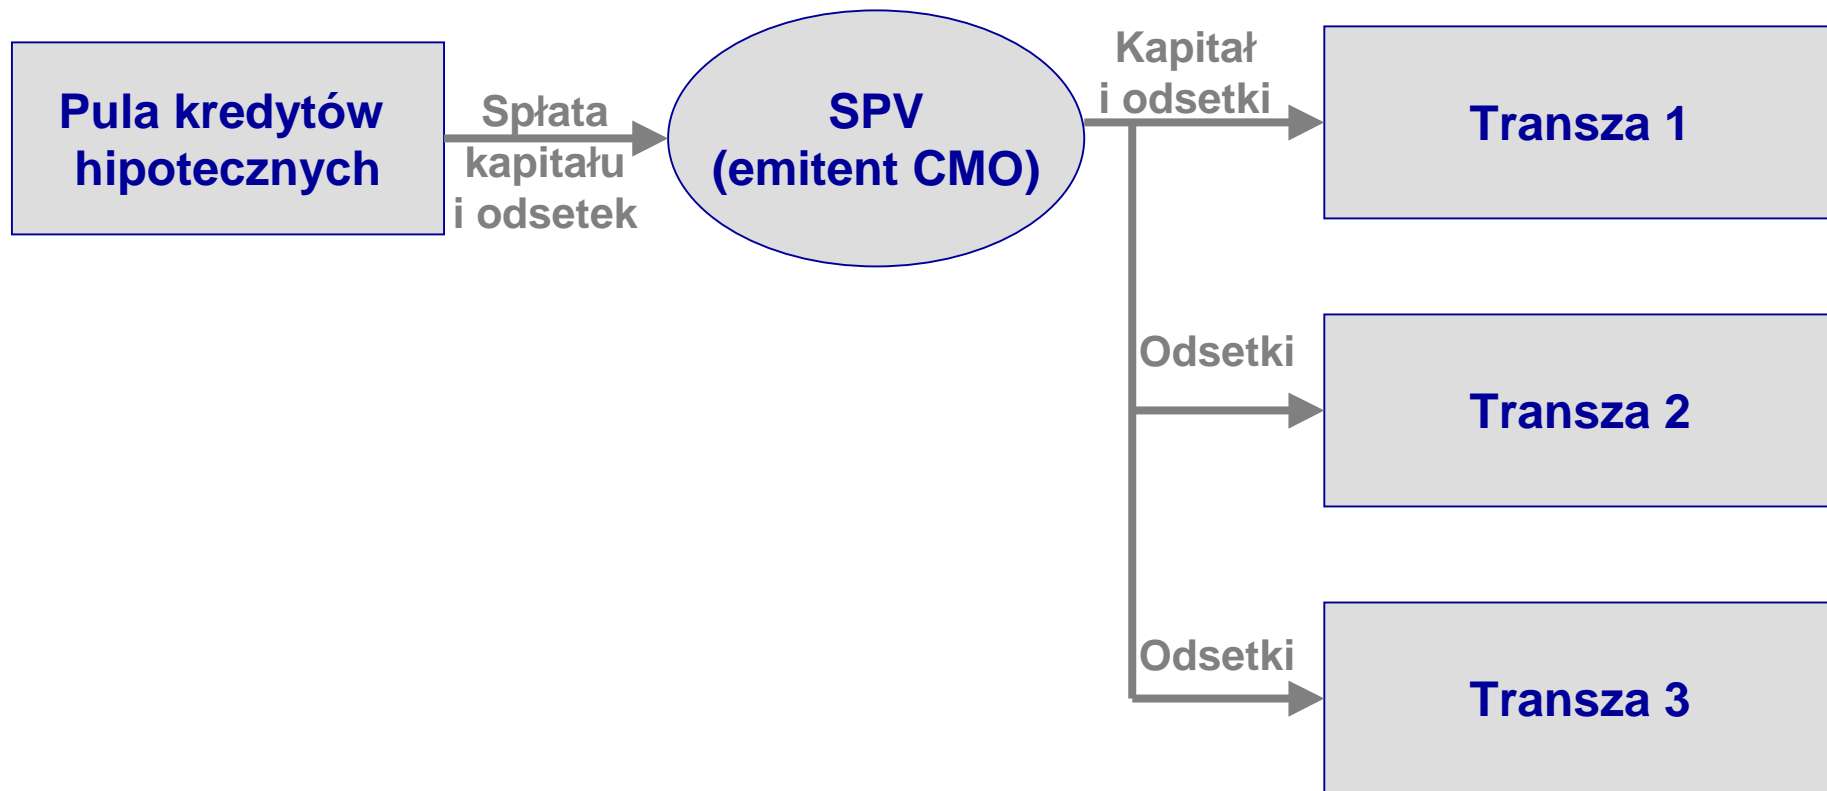 Pula kredytów
hipotecznych
Spłata
kapitału
i odsetek
SPV
(emitent CMO)
Kapitał
i odsetki
Transza 1
Odsetki
Transza 2
Odsetki
Transza 3